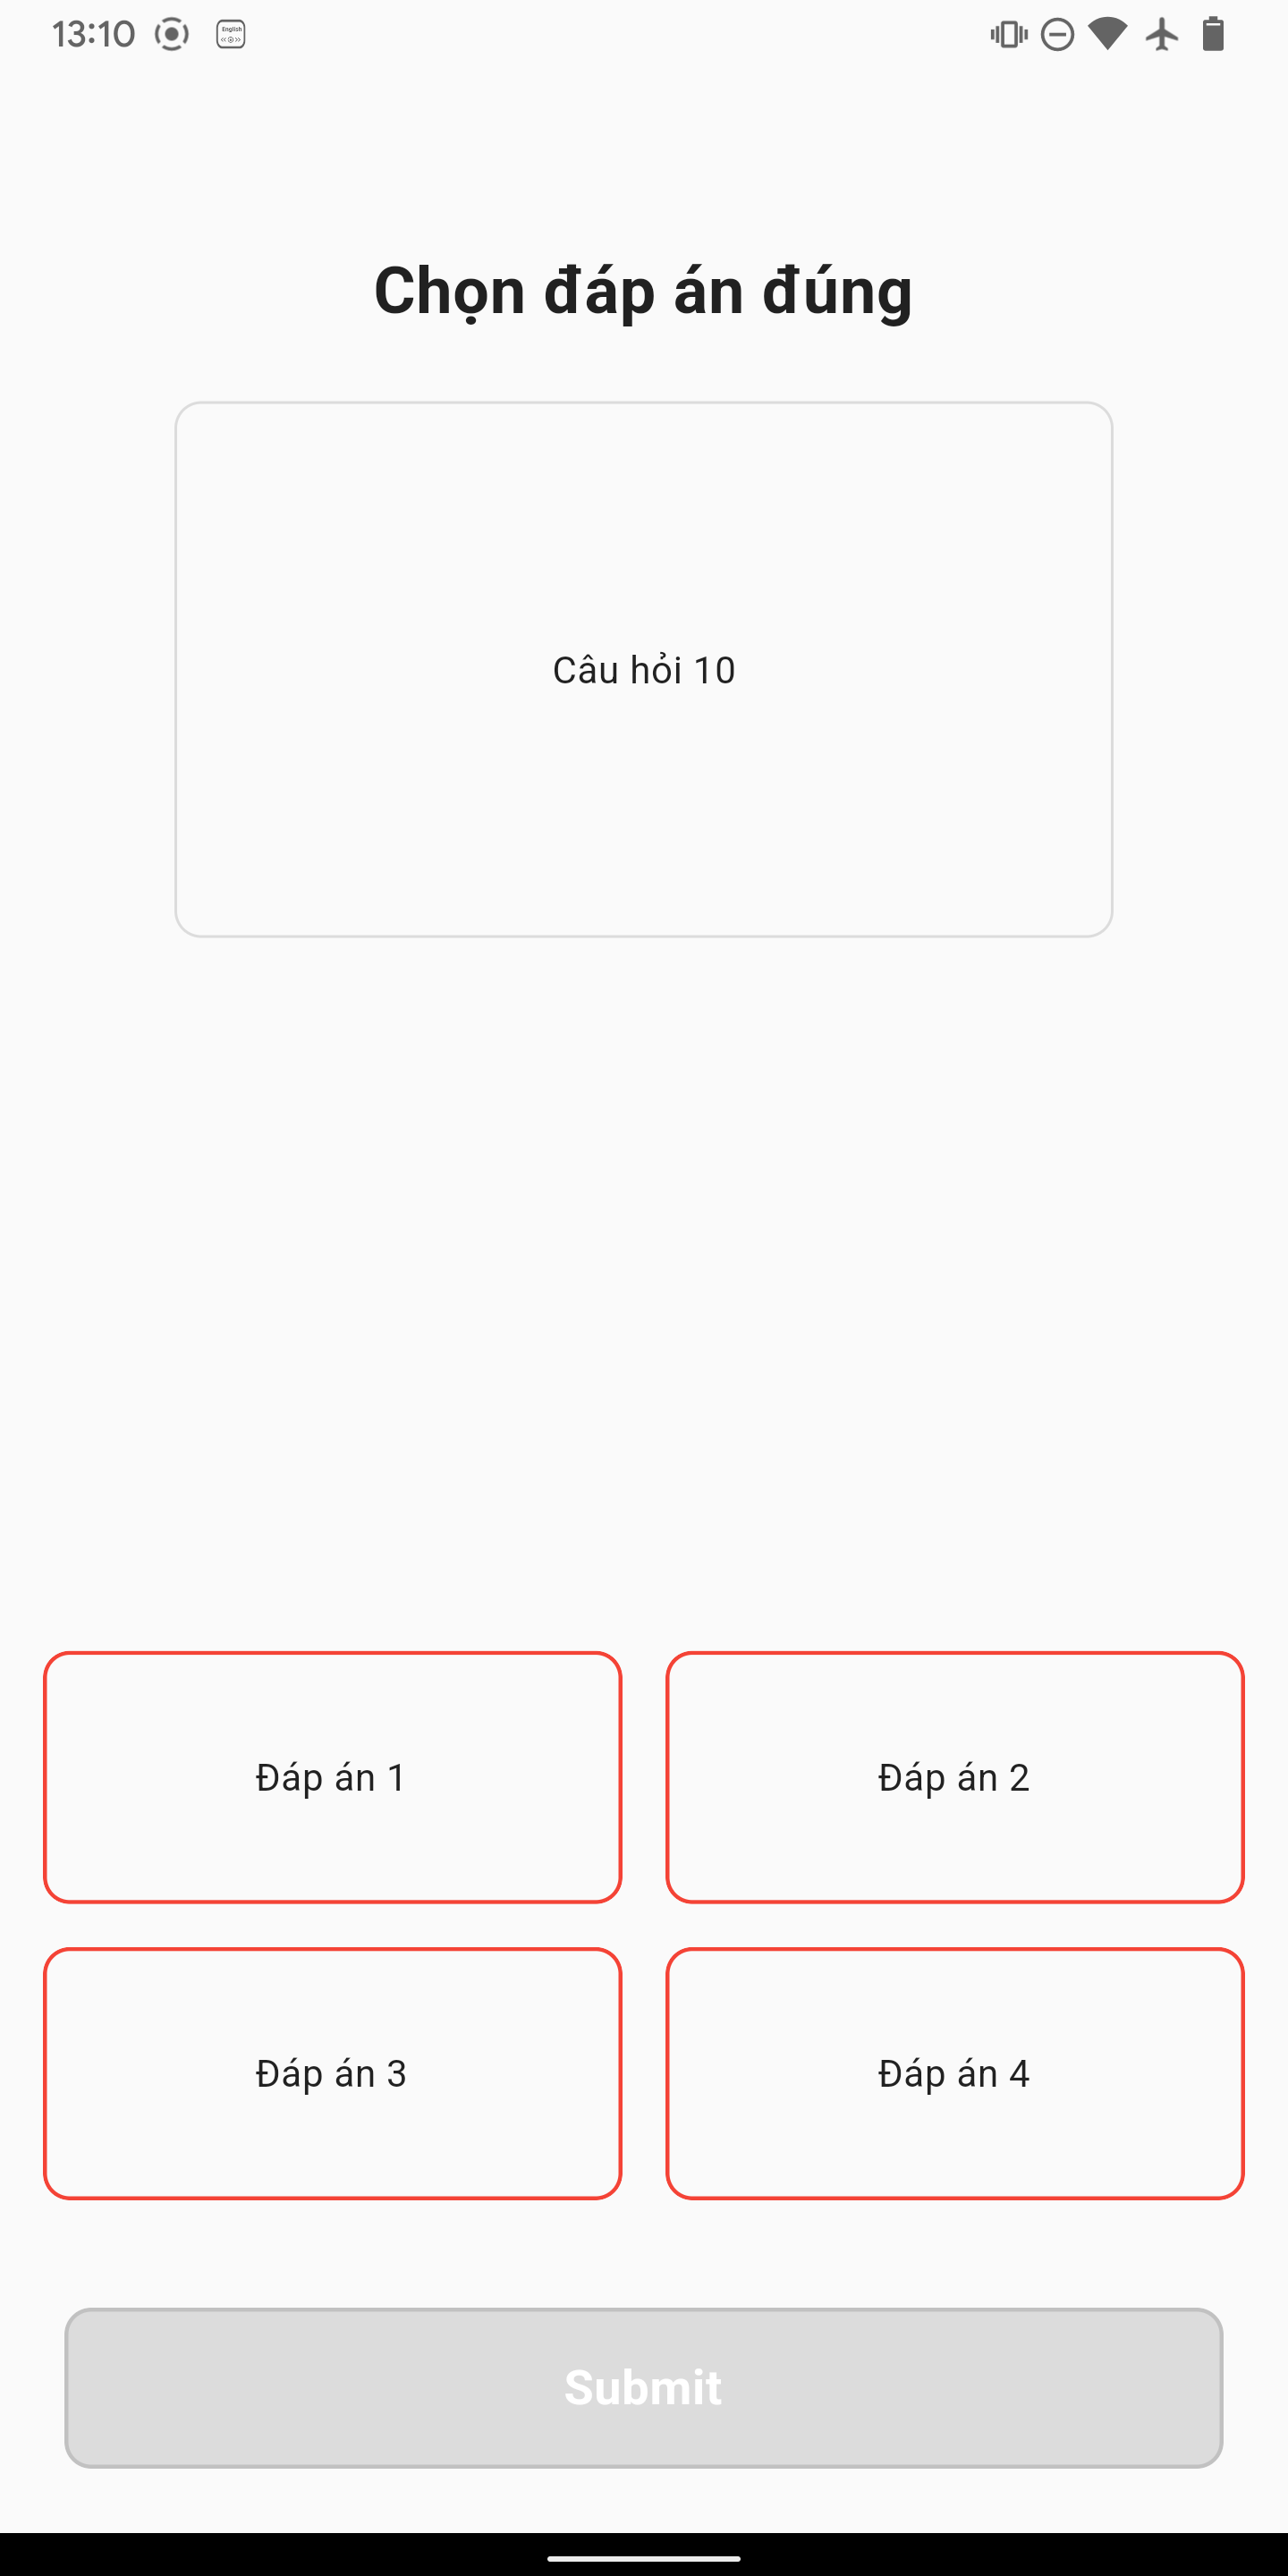 13:10
English
Chọn đáp án đúng
Câu hỏi 10
Đáp án 1
Đáp án 2
Đáp án 3
Đáp án 4
Submit